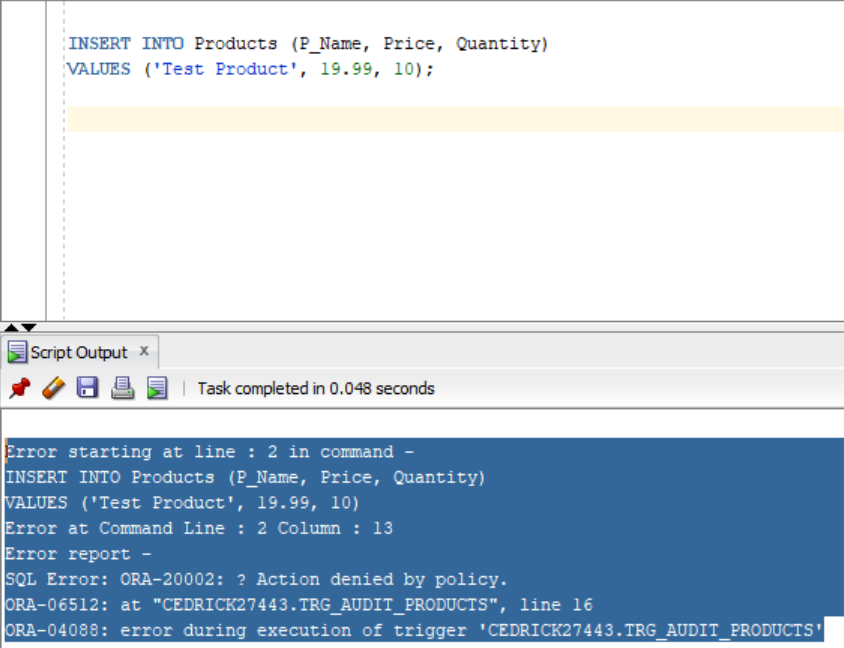 INSERT INTO Products (P_Name, Price, Quantity)
VALUES ('Test Product', 19.99, 10);
Script Output x
Task completed in 0.048 seconds
Error starting at line : 2 in command -
INSERT INTO Products (P_Name, Price, Quantity)
VALUES ('Test Product', 19.99, 10)
Error at Command Line : 2 Column : 13
Error report -
SQL Error: ORA-20002: ? Action denied by policy.
ORA-06512: at "CEDRICK27443.TRG_AUDIT_PRODUCTS", line 16
ORA-04088: error during execution of trigger 'CEDRICK27443.TRG_AUDIT_PRODUCTS'